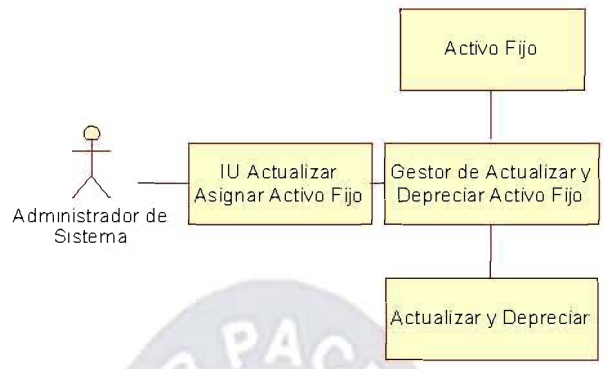 Activo Fijo
IU Actualizar
Asignar Activo Fijo
Gestor de Actualizar y
Depreciar Activo Fijo
Administrador de
Sistema
Actualizar y Depreciar